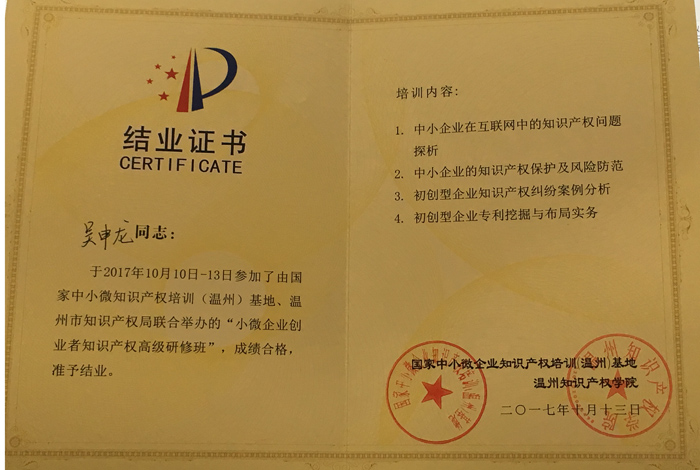 结业证书
CERTIFICATE
吴申龙同志：
于2017年10月10日-13日参加了由国
家中小微知识产权培训（温州）基地、温
州市知识产权局联合举办的“小微企业创
业者知识产权高级研修班”，成绩合格，
准予结业。
培训内容：
1. 中小企业在互联网中的知识产权问题
探析
2. 中小企业的知识产权保护及风险防范
3. 初创型企业知识产权纠纷案例分析
4. 初创型企业专利挖掘与布局实务
国家中小微企业知识产权培训(温州)基地
温州知识产权学院
二〇一七年十月十三日
温州知识产权学院